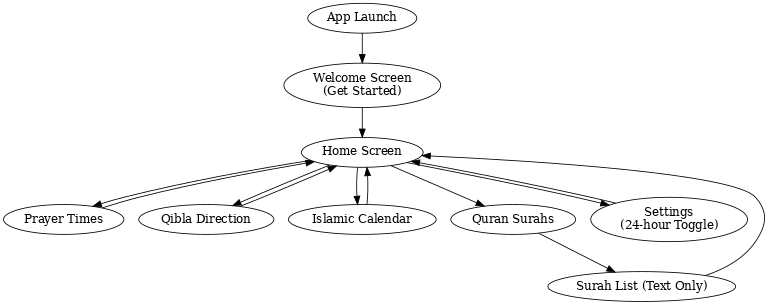 App Launch
Welcome Screen
(Get Started)
Home Screen
Prayer Times
Qibla Direction
Islamic Calendar
Quran Surahs
Settings
(24-hour Toggle)
Surah List (Text Only)